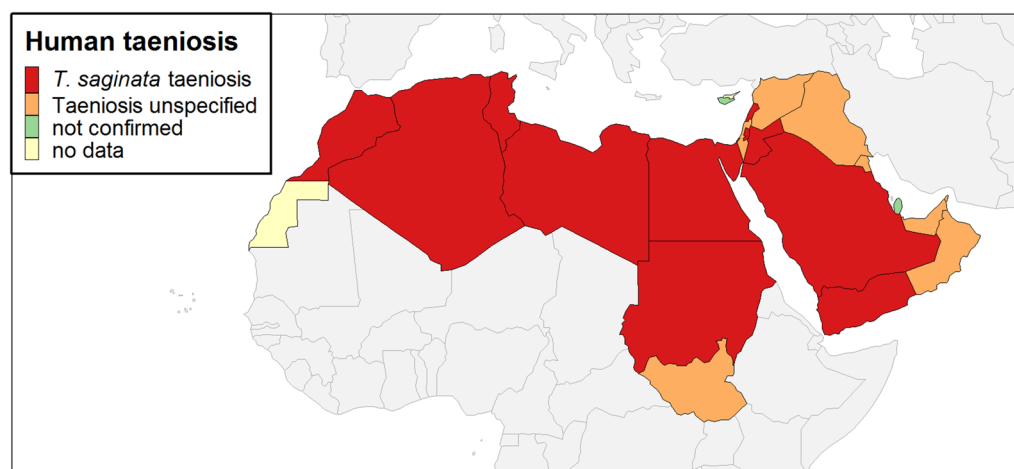 Human taeniosis
T. saginata taeniosis
Taeniosis unspecified
not confirmed
no data